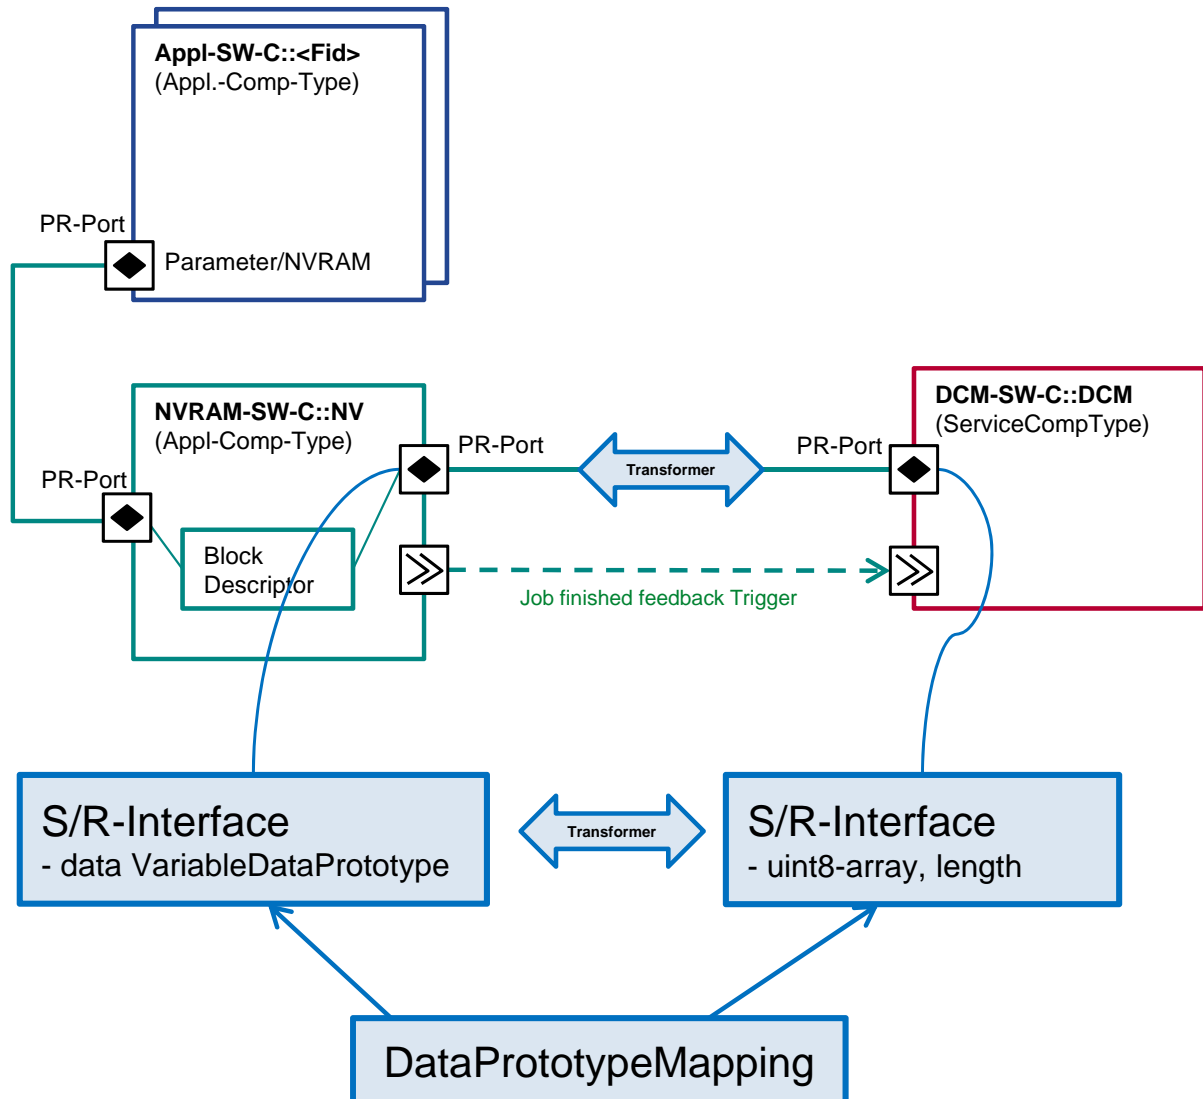 Appl-SW-C::<Fid>
(Appl.-Comp-Type)
PR-Port
Parameter/NVRAM
NVRAM-SW-C::NV
(Appl-Comp-Type)
PR-Port
PR-Port
Block
Descriptor
Transformer
PR-Port
DCM-SW-C::DCM
(ServiceCompType)
Job finished feedback Trigger
S/R-Interface
- data VariableDataPrototype
Transformer
S/R-Interface
- uint8-array, length
DataPrototypeMapping